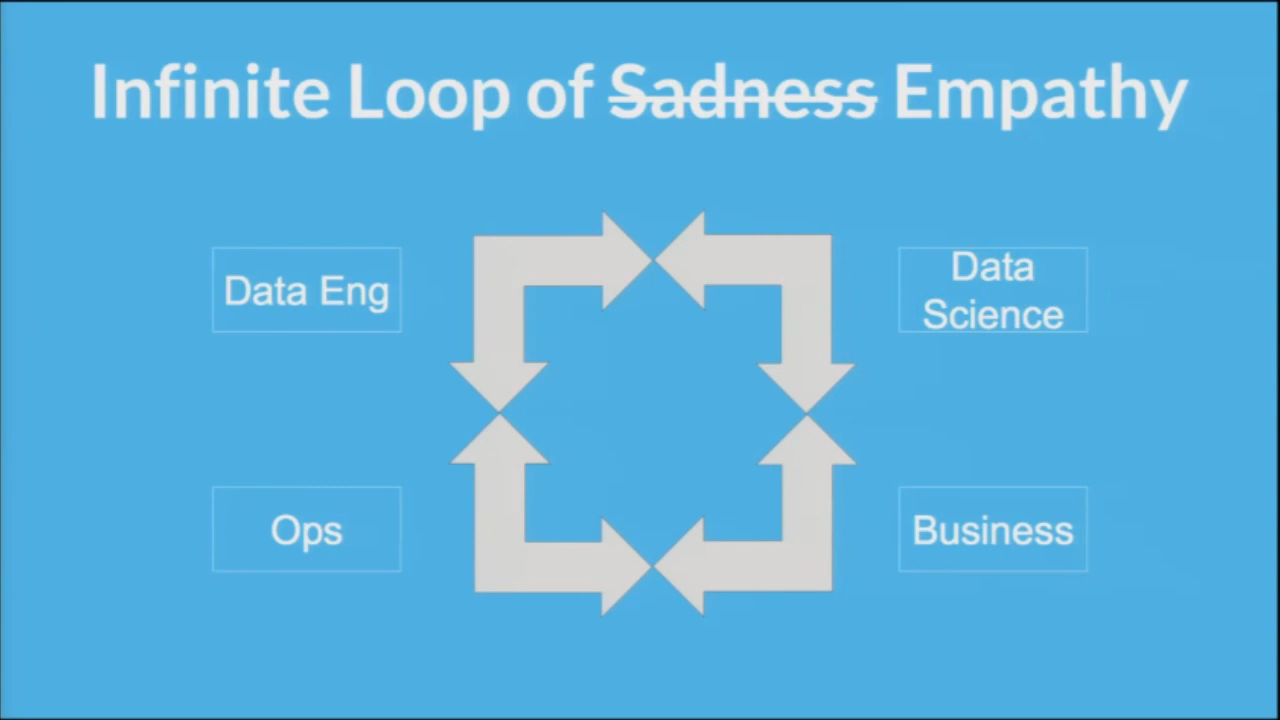 Infinite Loop of Sadness Empathy
Data Eng
Data
Science
Ops
Business